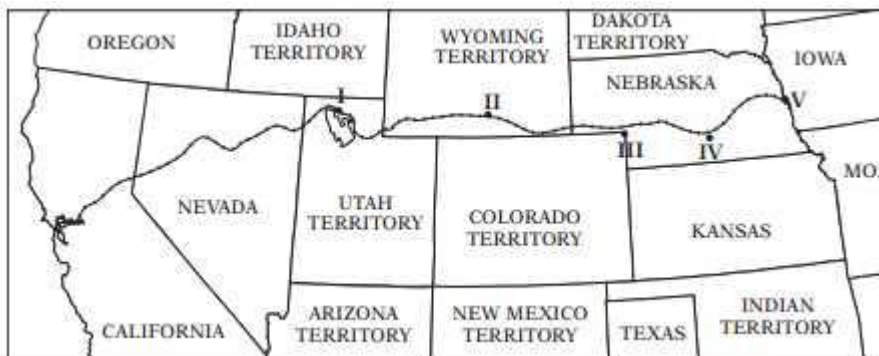 OREGON
IDAHO
TERRITORY
WYOMING
TERRITORY
DAKOTA
TERRITORY
IOWA
NEBRASKA
I
II
III
IV
V
MO.
NEVADA
UTAH
TERRITORY
COLORADO
TERRITORY
KANSAS
CALIFORNIA
ARIZONA
TERRITORY
NEW MEXICO
TERRITORY
TEXAS
INDIAN
TERRITORY